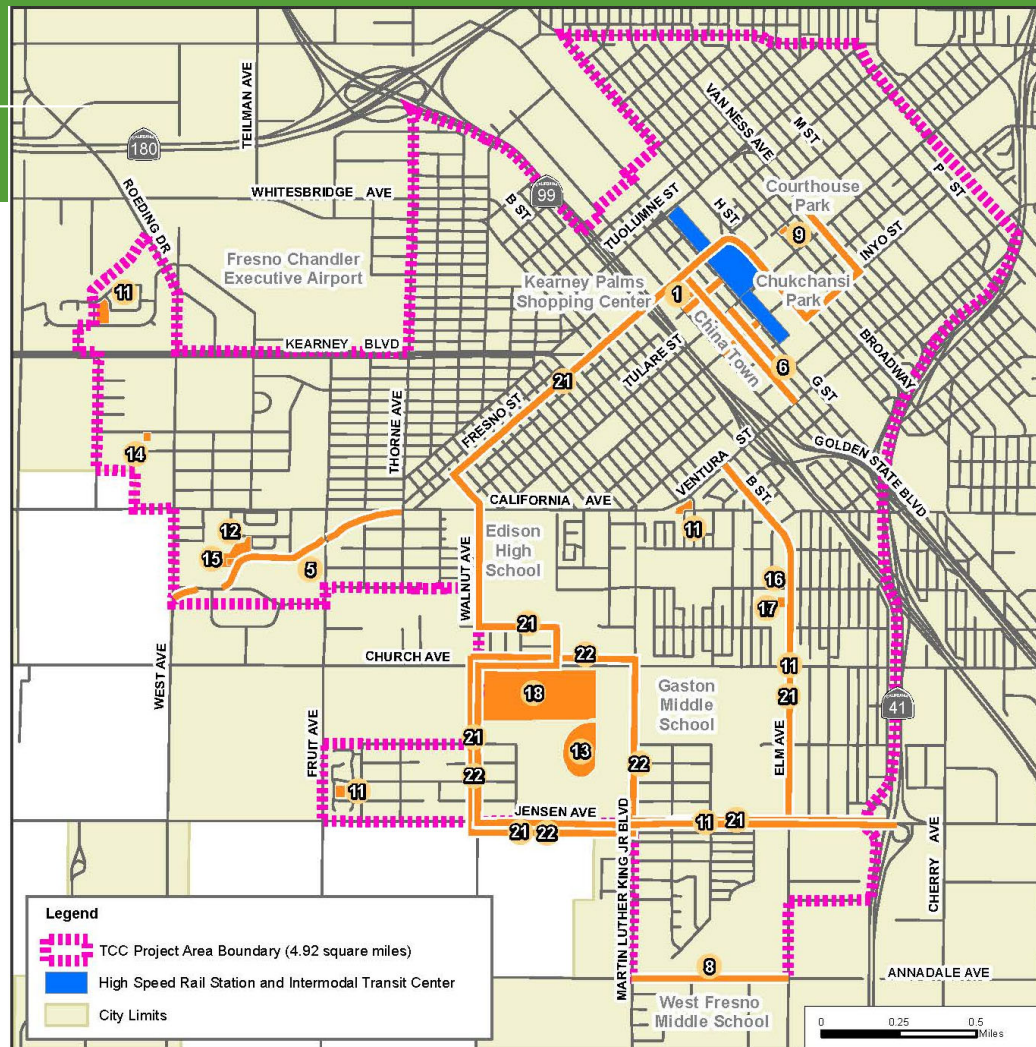 TEILMAN AVE
VAN NESS AVE
M ST
P ST
CALIFORNIA
180
ROEDING DR
WHITESBRIDGE AVE
B ST
99
TUOLUMNE ST
H ST
Courthouse
Park
9
INYO ST
Fresno Chandler
Executive Airport
11
Kearney Palms
Shopping Center
1
Chukchansi
Park
China Town
6
KEARNEY BLVD
TULARE ST
G ST
BROADWAY
21
FRESNO ST
THORNE AVE
14
VENTURA ST
B ST.
GOLDEN STATE BLVD
CALIFORNIA AVE
12
15
5
Edison
High
School
11
WALNUT AVE
16
17
21
CHURCH AVE
22
11
WEST AVE
18
Gaston
Middle
School
21
41
FRUIT AVE
21
13
22
22
ELM AVE
11
JENSEN AVE
11 21
21 22
MARTIN LUTHER KING JR BLVD
CHERRY AVE
8
ANNADALE AVE
West Fresno
Middle School
Legend
TCC Project Area Boundary (4.92 square miles)
High Speed Rail Station and Intermodal Transit Center
City Limits
0 0.25 0.5
Miles